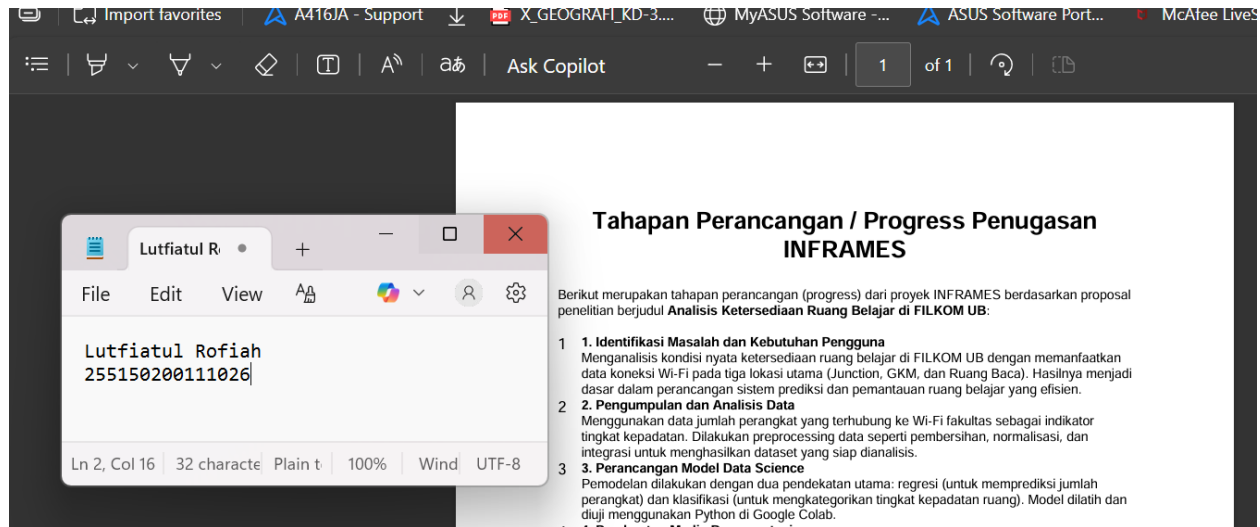 Import favorites
A416JA - Support
X_GEOGRAFI_KD-3....
MyASUS Software -...
ASUS Software Port...
McAfee LiveS
aあ
Ask Copilot
1
of 1
Tahapan Perancangan / Progress Penugasan
INFRAMES
Berikut merupakan tahapan perancangan (progress) dari proyek INFRAMES berdasarkan proposal
penelitian berjudul Analisis Ketersediaan Ruang Belajar di FILKOM UB:
1 1. Identifikasi Masalah dan Kebutuhan Pengguna
Menganalisis kondisi nyata ketersediaan ruang belajar di FILKOM UB dengan memanfaatkan
data koneksi Wi-Fi pada tiga lokasi utama (Junction, GKM, dan Ruang Baca). Hasilnya menjadi
dasar dalam perancangan sistem prediksi dan pemantauan ruang belajar yang efisien.
2 2. Pengumpulan dan Analisis Data
Menggunakan data jumlah perangkat yang terhubung ke Wi-Fi fakultas sebagai indikator
tingkat kepadatan. Dilakukan preprocessing data seperti pembersihan, normalisasi, dan
integrasi untuk menghasilkan dataset yang siap dianalisis.
3 3. Perancangan Model Data Science
Pemodelan dilakukan dengan dua pendekatan utama: regresi (untuk memprediksi jumlah
perangkat) dan klasifikasi (untuk mengkategorikan tingkat kepadatan ruang). Model dilatih dan
diuji menggunakan Python di Google Colab.
Lutfiatul R
File
Edit
View
Lutfiatul Rofiah
255150200111026
Ln 2, Col 16
32 characte
Plain t
100%
Wind
UTF-8